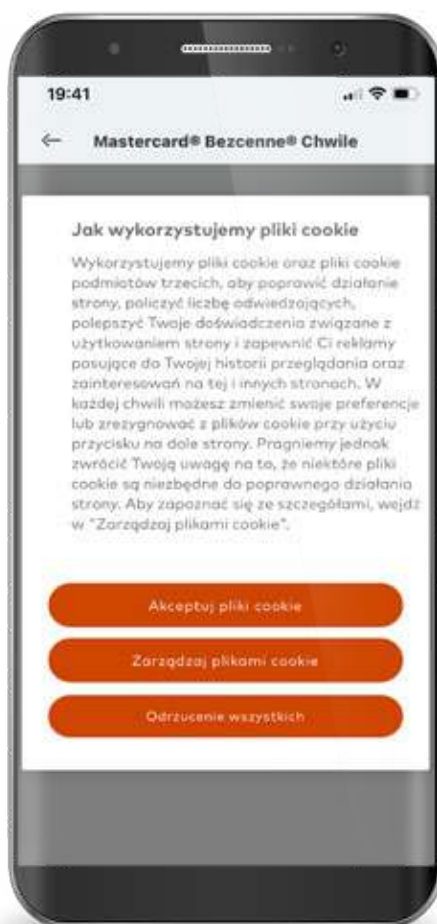 19:41
← Mastercard® Bezcenne® Chwile
Jak wykorzystujemy pliki cookie
Wykorzystujemy pliki cookie oraz pliki cookie
podmiotów trzecich, aby poprawić działanie
strony, policzyć liczbę odwiedzających,
polepszyć Twoje doświadczenia związane z
użytkowaniem strony i zapewnić Ci reklamy
pasujące do Twojej historii przeglądania oraz
zainteresowań na tej i innych stronach. W
każdej chwili możesz zmienić swoje preferencje
lub zrezygnować z plików cookie przy użyciu
przycisku na dole strony. Pragniemy jednak
zwrócić Twoją uwagę na to, że niektóre pliki
cookie są niezbędne do poprawnego działania
strony. Aby zapoznać się ze szczegółami, wejdź
w "Zarządzaj plikami cookie".
Akceptuj pliki cookie
Zarządzaj plikami cookie
Odrzucenie wszystkich